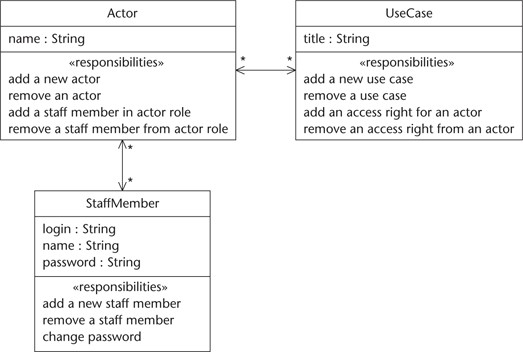 Actor
name : String
«responsibilities»
add a new actor
remove an actor
add a staff member in actor role
remove a staff member from actor role
*
*
UseCase
title : String
«responsibilities»
add a new use case
remove a use case
add an access right for an actor
remove an access right from an actor
*
*
StaffMember
login : String
name : String
password : String
«responsibilities»
add a new staff member
remove a staff member
change password